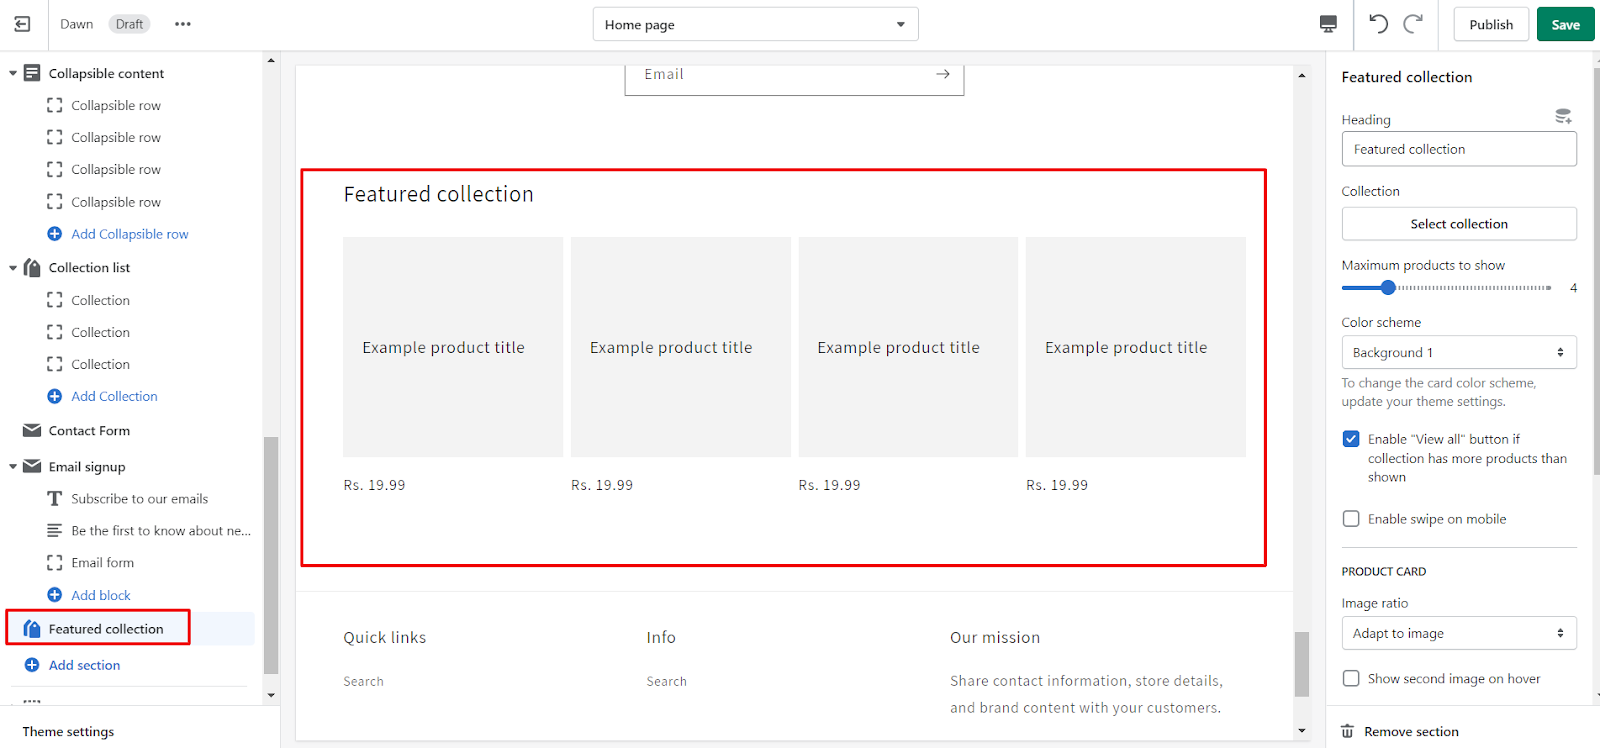 Dawn
Draft
Home page
Publish
Save
Collapsible content
Collapsible row
Collapsible row
Collapsible row
Collapsible row
Add Collapsible row
Collection list
Collection
Collection
Collection
Add Collection
Contact Form
Email signup
Subscribe to our emails
Be the first to know about ne...
Email form
Add block
Featured collection
Add section
Theme settings
Email
Featured collection
Example product title
Example product title
Example product title
Example product title
Rs. 19.99
Rs. 19.99
Rs. 19.99
Rs. 19.99
Quick links
Info
Our mission
Search
Search
Share contact information, store details,
and brand content with your customers.
Featured collection
Heading
Featured collection
Collection
Select collection
Maximum products to show
4
Color scheme
Background 1
To change the card color scheme,
update your theme settings.
Enable "View all" button if
collection has more products than
shown
Enable swipe on mobile
PRODUCT CARD
Image ratio
Adapt to image
Show second image on hover
Remove section